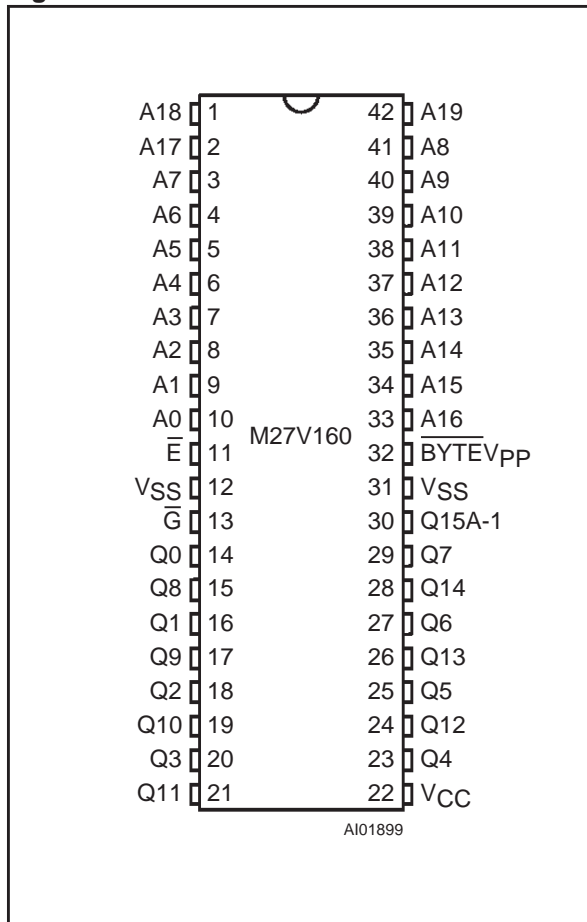 A18 1 42 A19
A17 2 41 A8
A7 3 40 A9
A6 4 39 A10
A5 5 38 A11
A4 6 37 A12
A3 7 36 A13
A2 8 35 A14
A1 9 34 A15
A0 10 33 A16
M27V160
E̅ 11 32 B̅Y̅T̅E̅VPP
VSS 12 31 VSS
G̅ 13 30 Q15A-1
Q0 14 29 Q7
Q8 15 28 Q14
Q1 16 27 Q6
Q9 17 26 Q13
Q2 18 25 Q5
Q10 19 24 Q12
Q3 20 23 Q4
Q11 21 22 VCC
AI01899